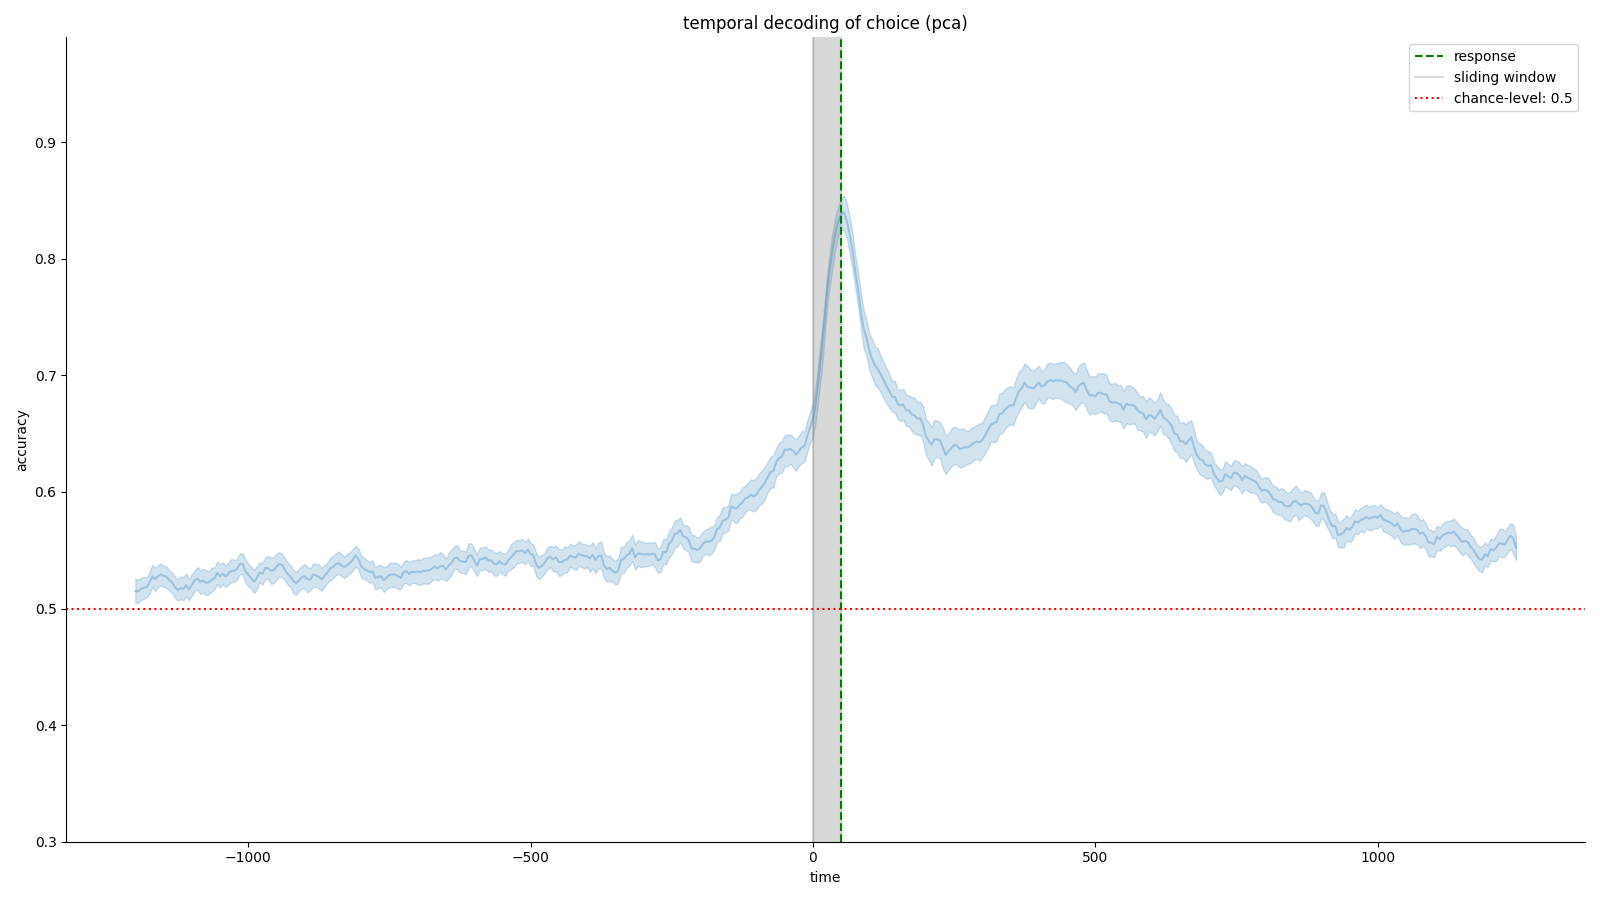 temporal decoding of choice (pca)
response
sliding window
chance-level: 0.5
accuracy
0.9
0.8
0.7
0.6
0.5
0.4
0.3
−1000
−500
0
500
1000
time